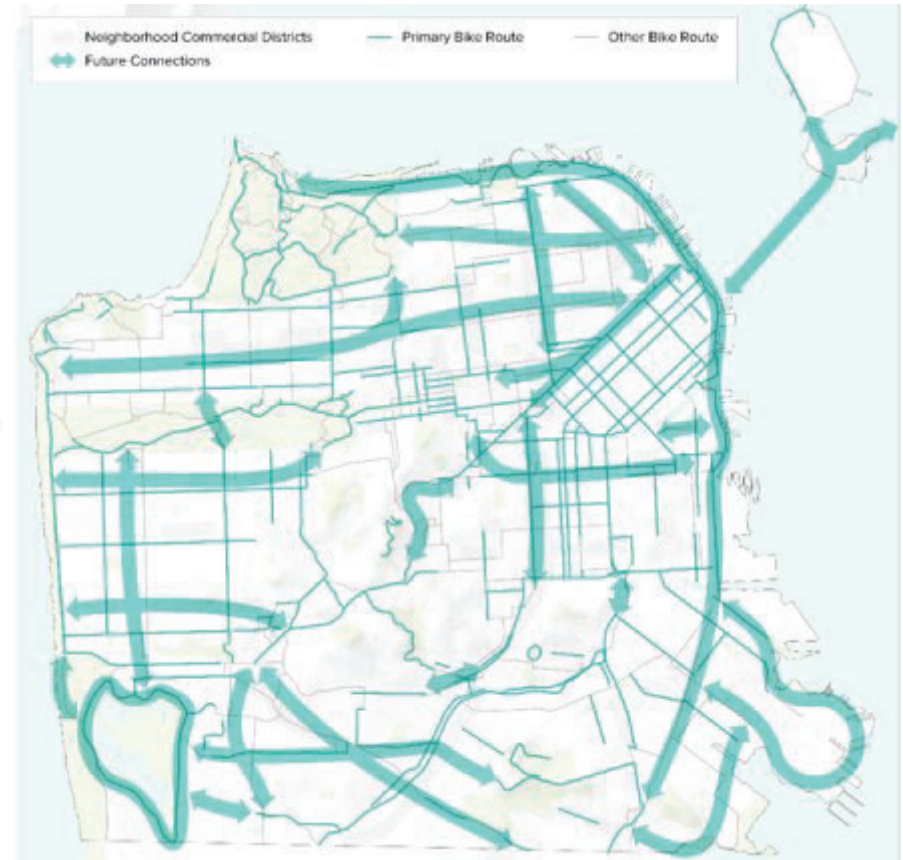 Neighborhood Commercial Districts Primary Bike Route Other Bike Route
Future Connections